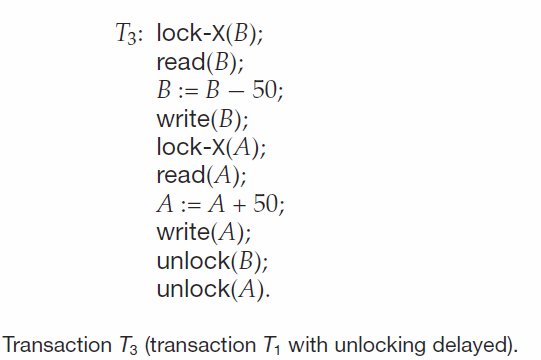 T3: lock-X(B);
read(B);
B := B – 50;
write(B);
lock-X(A);
read(A);
A := A + 50;
write(A);
unlock(B);
unlock(A).
Transaction T3 (transaction T1 with unlocking delayed).